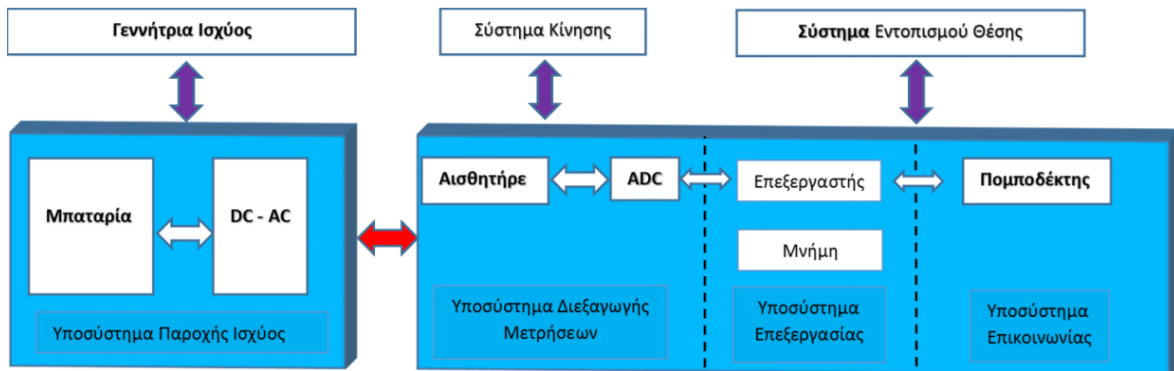 Γεννήτρια Ισχύος
Σύστημα Κίνησης
Σύστημα Εντοπισμού Θέσης
Μπαταρία
DC - AC
Υποσύστημα Παροχής Ισχύος
Αισθητήρε
ADC
Επεξεργαστής
Πομποδέκτης
Μνήμη
Υποσύστημα Διεξαγωγής
Μετρήσεων
Υποσύστημα
Επεξεργασίας
Υποσύστημα
Επικοινωνίας